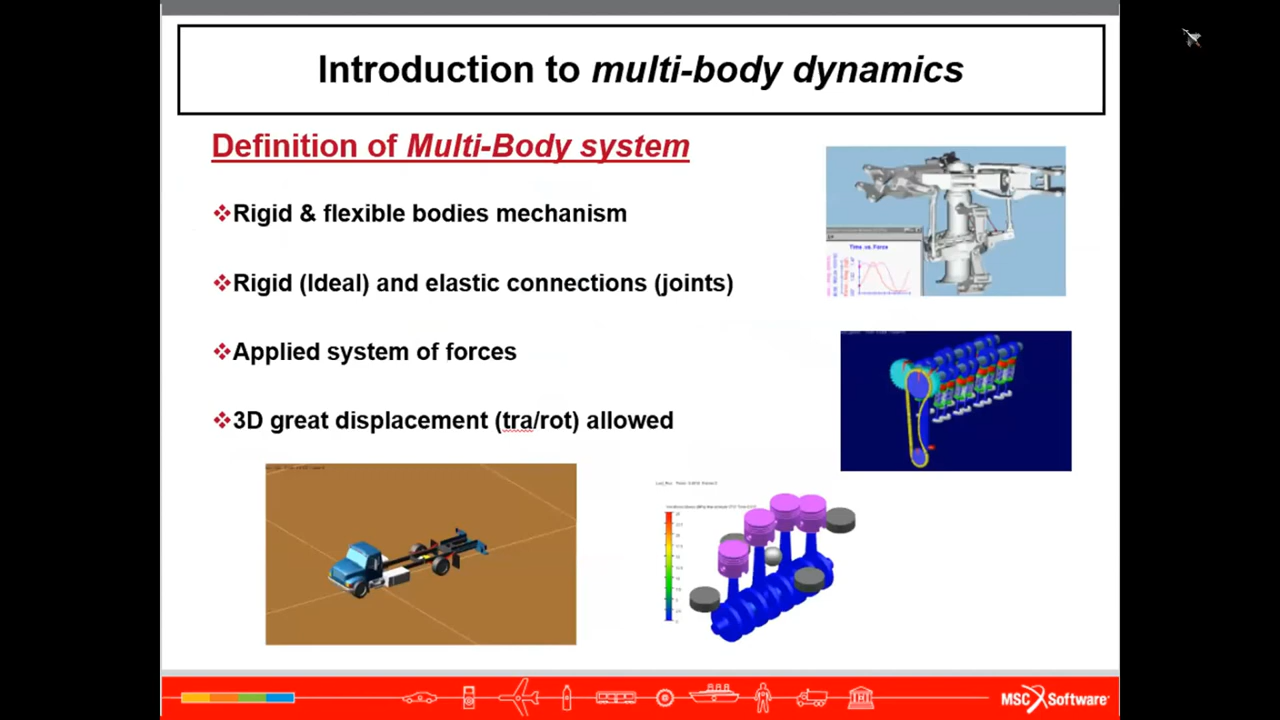 Introduction to multi-body dynamics
Definition of Multi-Body system
❖Rigid & flexible bodies mechanism
❖Rigid (Ideal) and elastic connections (joints)
❖Applied system of forces
❖3D great displacement (tra/rot) allowed
Time vs. Force
MSC Software